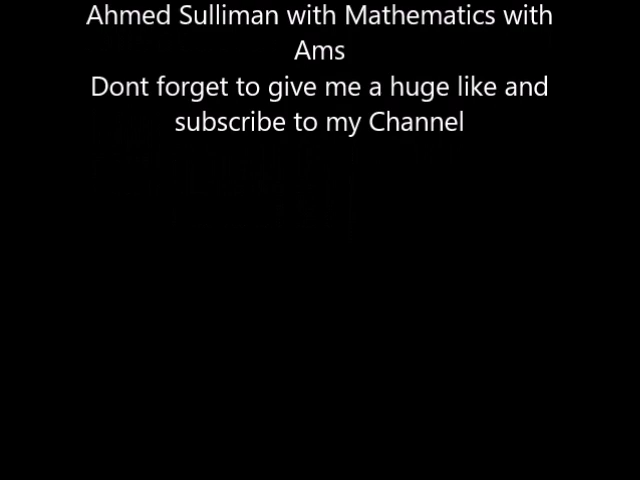 Ahmed Sulliman with Mathematics with
Ams
Dont forget to give me a huge like and
subscribe to my Channel